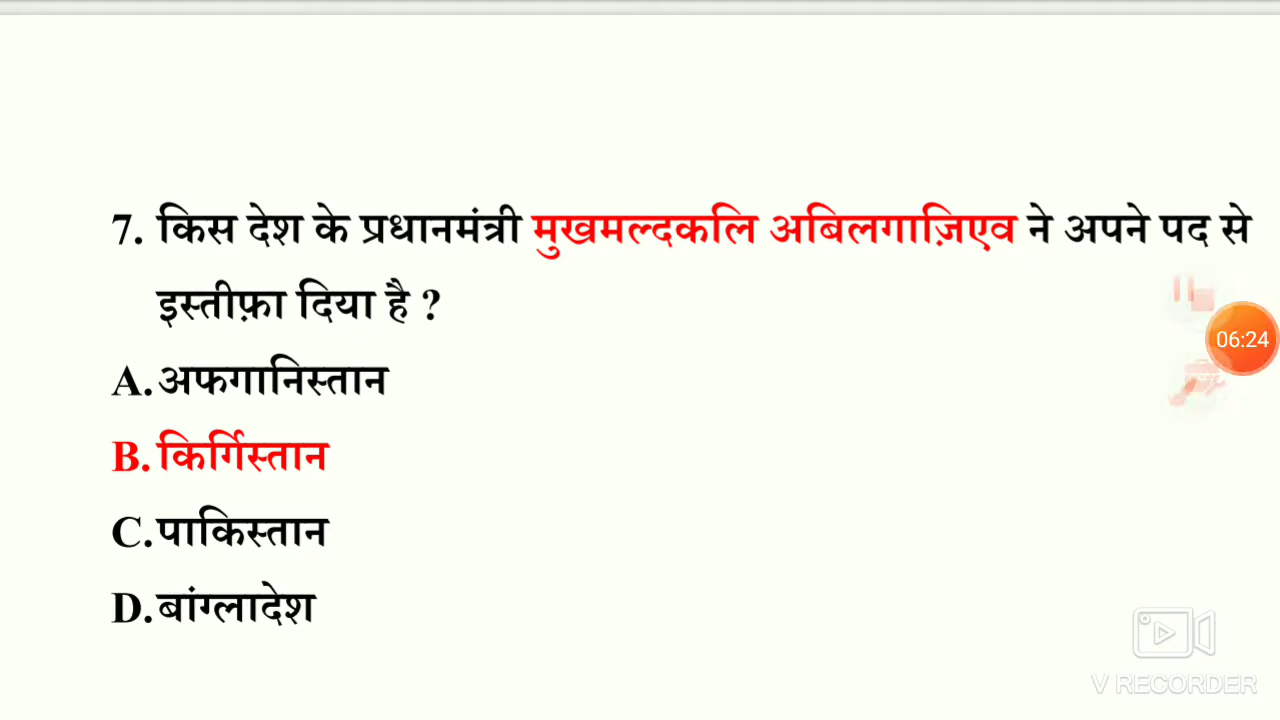 7. किस देश के प्रधानमंत्री मुखमल्दकलि अबिलगाज़िएव ने अपने पद से
इस्तीफ़ा दिया है ?
06:24
A.अफगानिस्तान
B.किर्गिस्तान
C.पाकिस्तान
D.बांग्लादेश
V RECORDER